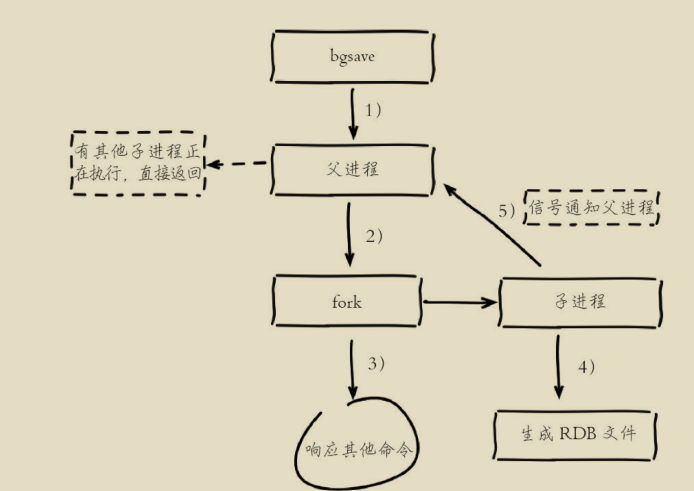 bgsave
1)
有其他子进程正
在执行，直接返回
父进程
5)
信号通知父进程
2)
fork
子进程
3)
4)
响应其他命令
生成 RDB 文件